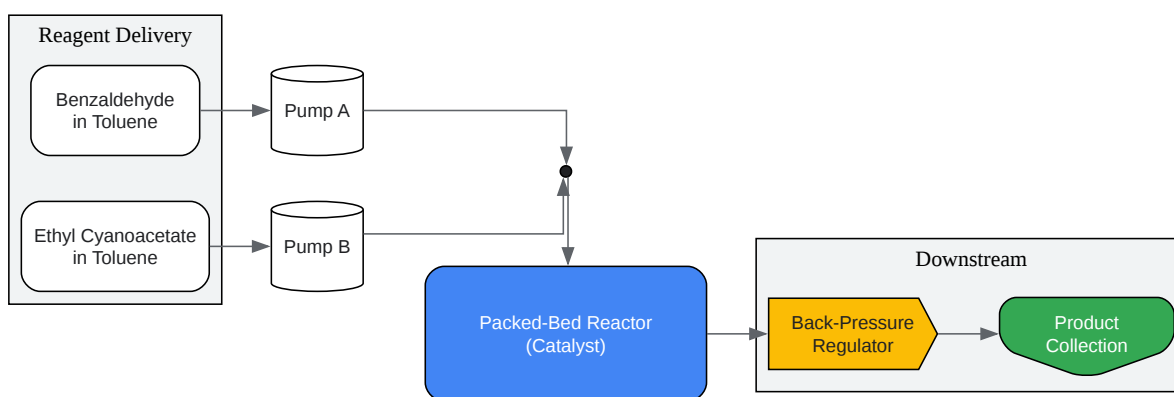 Reagent Delivery
Benzaldehyde
in Toluene
Pump A
Ethyl Cyanoacetate
in Toluene
Pump B
Packed-Bed Reactor
(Catalyst)
Downstream
Back-Pressure
Regulator
Product
Collection